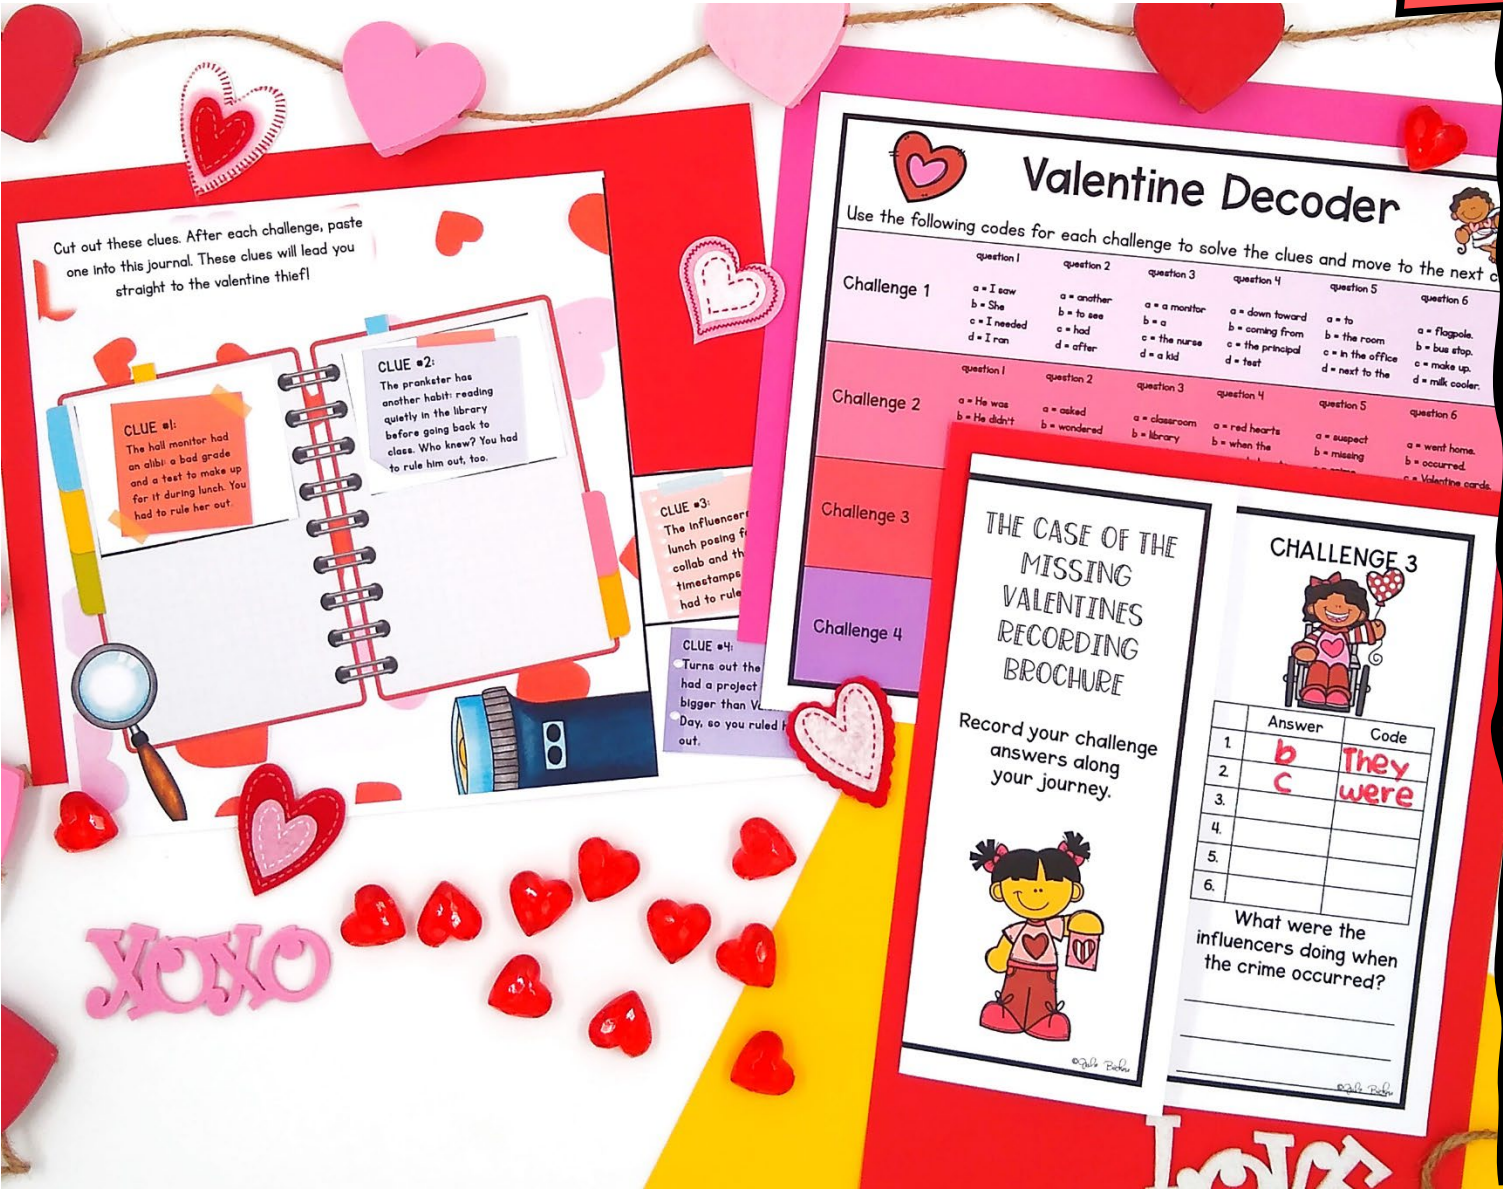 Cut out these clues. After each challenge, paste
one into this journal. These clues will lead you
straight to the valentine thief!
CLUE #1:
The hall monitor had
an alibi: a bad grade
and a test to make up
for it during lunch. You
had to rule her out.
CLUE #2:
The prankster has
another habit: reading
quietly in the library
before going back to
class. Who knew? You had
to rule him out, too.
CLUE #3:
The influencers
lunch posing
collab and
timestamps
had to rule
CLUE #4:
Turns out the
had a project
bigger than
Day, so you ruled
out.
Valentine Decoder
Use the following codes for each challenge to solve the clues and move to the next
Challenge 1
question 1
a = I saw
b = She
c = I needed
d = I ran
question 2
a = another
b = to see
c = had
d = after
question 3
a = a monitor
b = a
c = the nurse
d = a kid
question 4
a = down toward
b = coming from
c = the principal
d = test
question 5
a = to
b = the room
c = in the office
d = next to the
question 6
a = flagpole.
b = bus stop.
c = make up.
d = milk cooler.
Challenge 2
question 1
a = He was
b = He didn't
question 2
a = asked
b = wondered
question 3
a = classroom
b = library
question 4
a = red hearts
b = when the
question 5
a = suspect
b = missing
question 6
a = went home.
b = occurred.
c = Valentine cards.
Challenge 3
Challenge 4
THE CASE OF THE
MISSING
VALENTINES
RECORDING
BROCHURE
Record your challenge
answers along
your journey.
CHALLENGE 3
Answer Code
1. b They
2. c were
3.
4.
5.
6.
What were the
influencers doing when
the crime occurred?
XOXO
LOVE